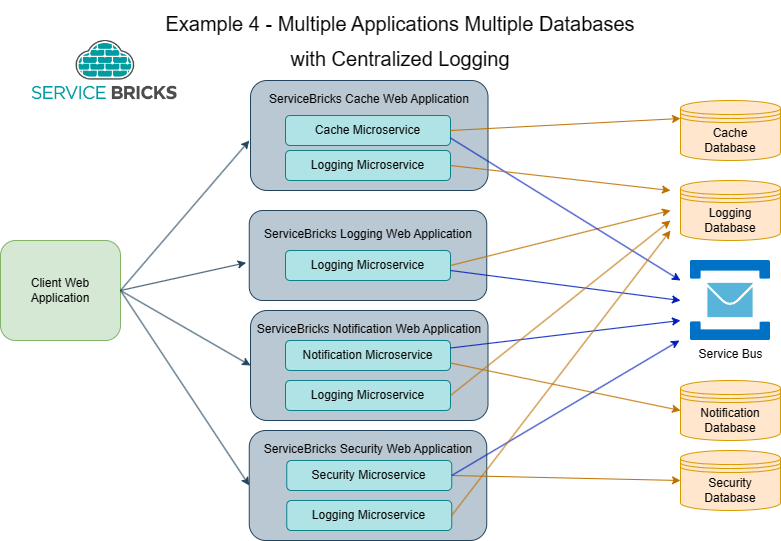 Example 4 - Multiple Applications Multiple Databases
with Centralized Logging
SERVICE BRICKS
ServiceBricks Cache Web Application
Cache Microservice
Logging Microservice
Cache
Database
ServiceBricks Logging Web Application
Logging Microservice
Logging
Database
Client Web
Application
ServiceBricks Notification Web Application
Notification Microservice
Logging Microservice
Service Bus
Notification
Database
ServiceBricks Security Web Application
Security Microservice
Logging Microservice
Security
Database